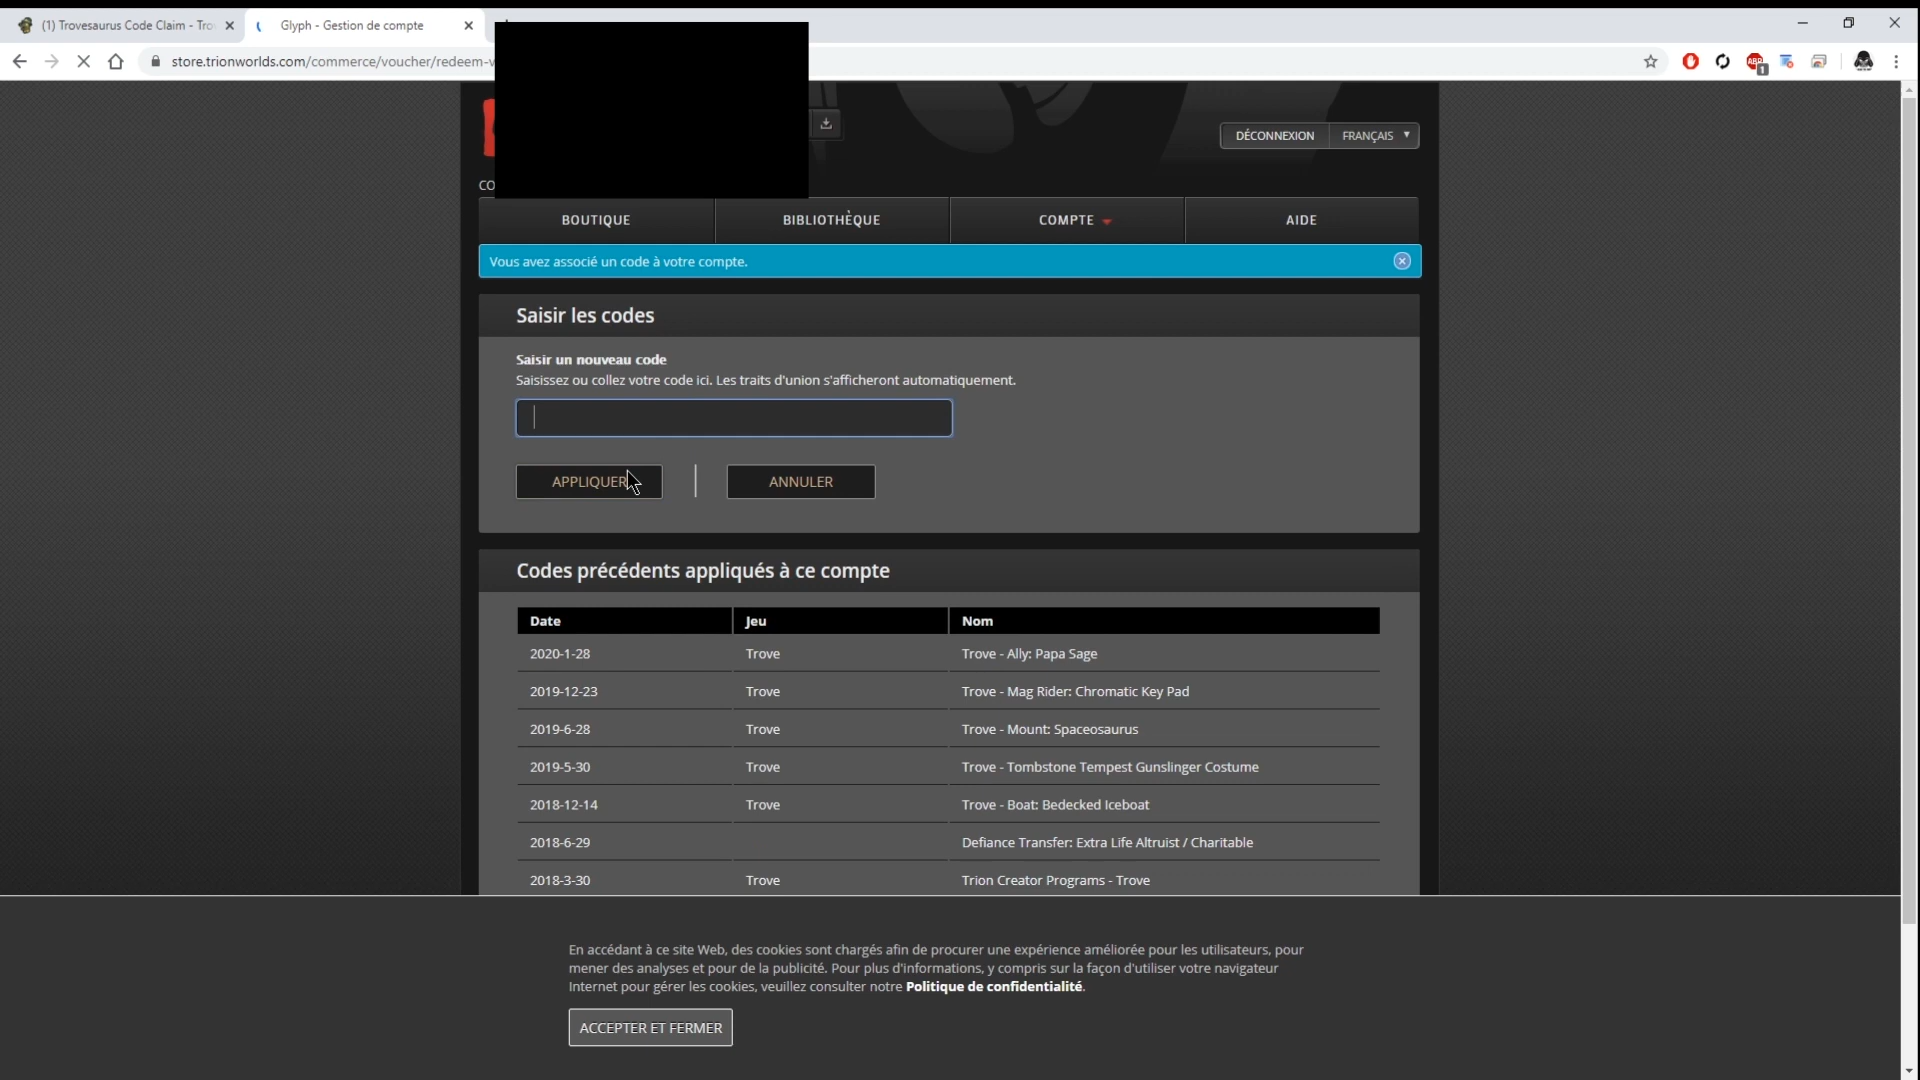 (1) Trovesaurus Code Claim - Tro
Glyph - Gestion de compte
store.trionworlds.com/commerce/voucher/redeem-v
ABP
1
DÉCONNEXION
FRANÇAIS
CO
BOUTIQUE
BIBLIOTHÈQUE
COMPTE
AIDE
Vous avez associé un code à votre compte.
Saisir les codes
Saisir un nouveau code
Saisissez ou collez votre code ici. Les traits d'union s'afficheront automatiquement.
APPLIQUER
ANNULER
Codes précédents appliqués à ce compte
Date Jeu Nom
2020-1-28 Trove Trove - Ally: Papa Sage
2019-12-23 Trove Trove - Mag Rider: Chromatic Key Pad
2019-6-28 Trove Trove - Mount: Spaceosaurus
2019-5-30 Trove Trove - Tombstone Tempest Gunslinger Costume
2018-12-14 Trove Trove - Boat: Bedecked Iceboat
2018-6-29 Defiance Transfer: Extra Life Altruist / Charitable
2018-3-30 Trove Trion Creator Programs - Trove
En accédant à ce site Web, des cookies sont chargés afin de procurer une expérience améliorée pour les utilisateurs, pour
mener des analyses et pour de la publicité. Pour plus d'informations, y compris sur la façon d'utiliser votre navigateur
Internet pour gérer les cookies, veuillez consulter notre Politique de confidentialité.
ACCEPTER ET FERMER